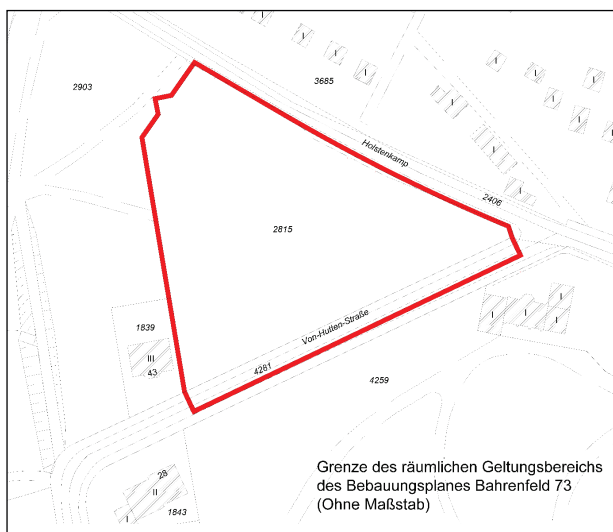 I
I
I
I
2903
3685
I
I
I
I
I
I
I
I
Holstenkamp
I
2406
2815
I
I
I
I
1839
III
43
Von-Hutten-Straße
4281
4259
28
II
I
1843
Grenze des räumlichen Geltungsbereichs
des Bebauungsplanes Bahrenfeld 73
(Ohne Maßstab)